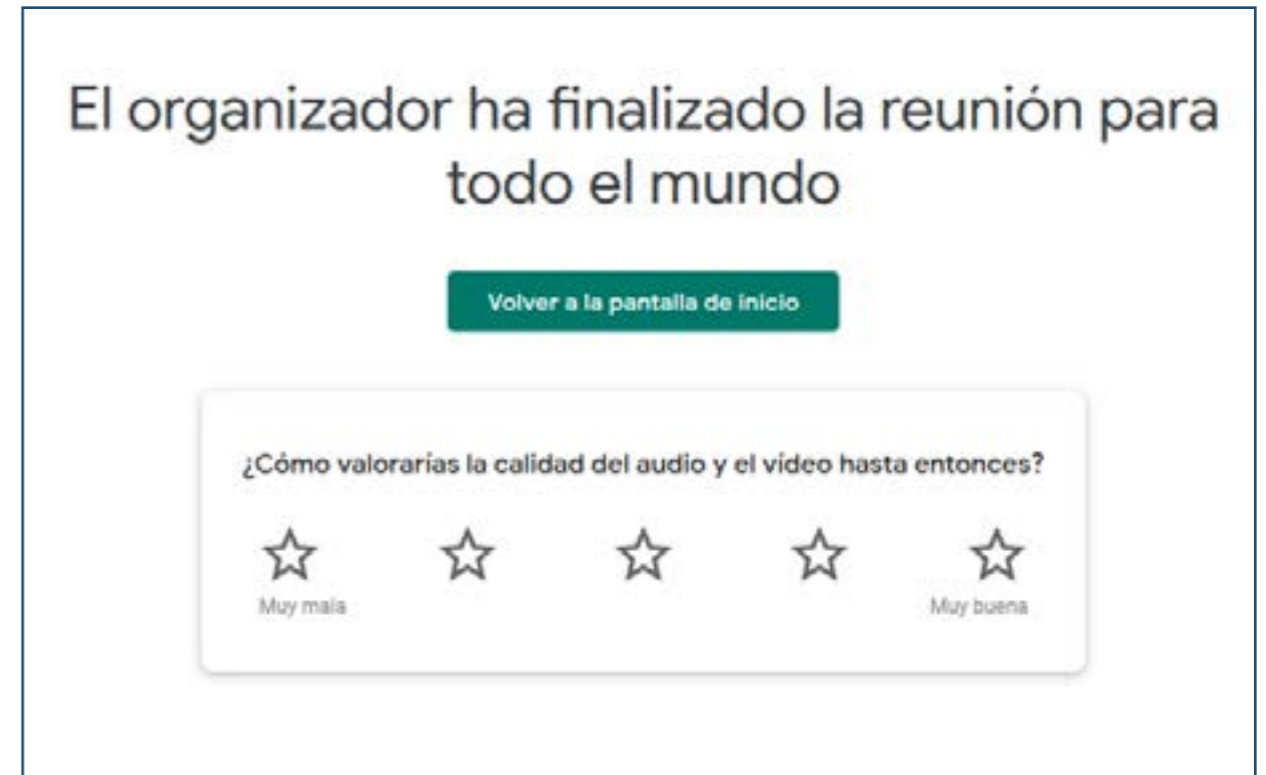 El organizador ha finalizado la reunión para
todo el mundo
Volver a la pantalla de inicio
¿Cómo valorarías la calidad del audio y el vídeo hasta entonces?
Muy mala
Muy buena